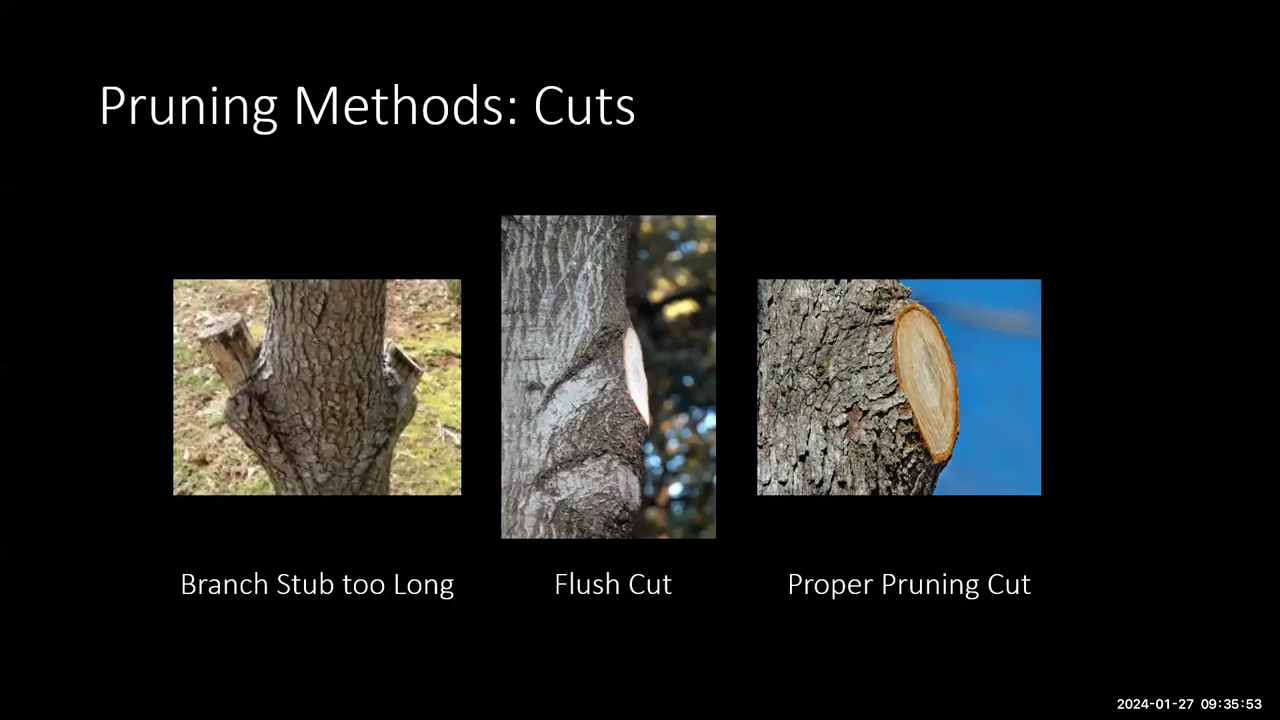 Pruning Methods: Cuts
Branch Stub too Long
Flush Cut
Proper Pruning Cut
2024-01-27 09:35:53